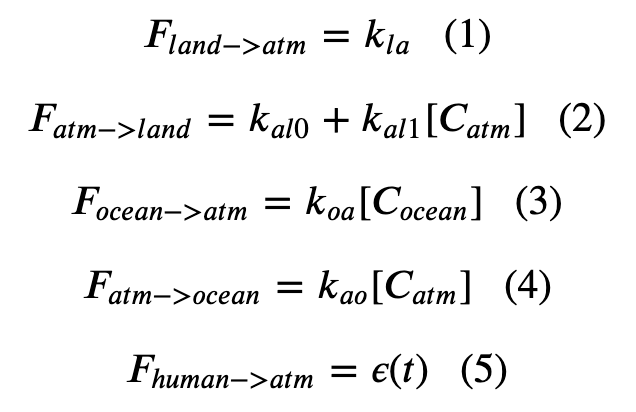 F_{land->atm} = k_{la} (1)
F_{atm->land} = k_{al0} + k_{al1}[C_{atm}] (2)
F_{ocean->atm} = k_{oa}[C_{ocean}] (3)
F_{atm->ocean} = k_{ao}[C_{atm}] (4)
F_{human->atm} = ϵ(t) (5)